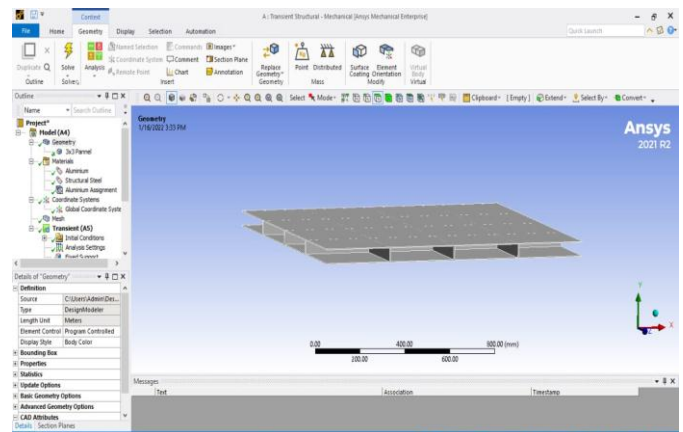 Context
A : Transient Structural - Mechanical [Ansys Mechanical Enterprise]
File Home Geometry Display Selection Automation
Quick Launch
Duplicate Q
Outline
Solve
Solve
Analysis
Named Selection
Coordinate System
Remote Point
Commands
Comment
Chart
Images
Section Plane
Annotation
Insert
Replace Geometry
Geometry
Point Distributed
Mass
Surface Coating
Element Orientation
Modify
Virtual Body
Virtual
Outline
Name Search Outline
Select Mode Clipboard [Empty] Extend Select By Convert
Project*
Model (A4)
Geometry
3x3 Pannel
Materials
Aluminium
Structural Steel
Aluminum Assignment
Coordinate Systems
Global Coordinate Syste
Mesh
Transient (A5)
Initial Conditions
Analysis Settings
Fixed Support
Details of "Geometry"
Definition
Source C:\Users\Admin\Des...
Type DesignModeler
Length Unit Meters
Element Control Program Controlled
Display Style Body Color
Bounding Box
Properties
Statistics
Update Options
Basic Geometry Options
Advanced Geometry Options
CAD Attributes
Details Section Planes
Geometry
5/18/2022 3:33 PM
Ansys
2021 R2
Y
X
Z
0.00 400.00 800.00 (mm)
200.00 600.00
Messages
Text Association Timestamp